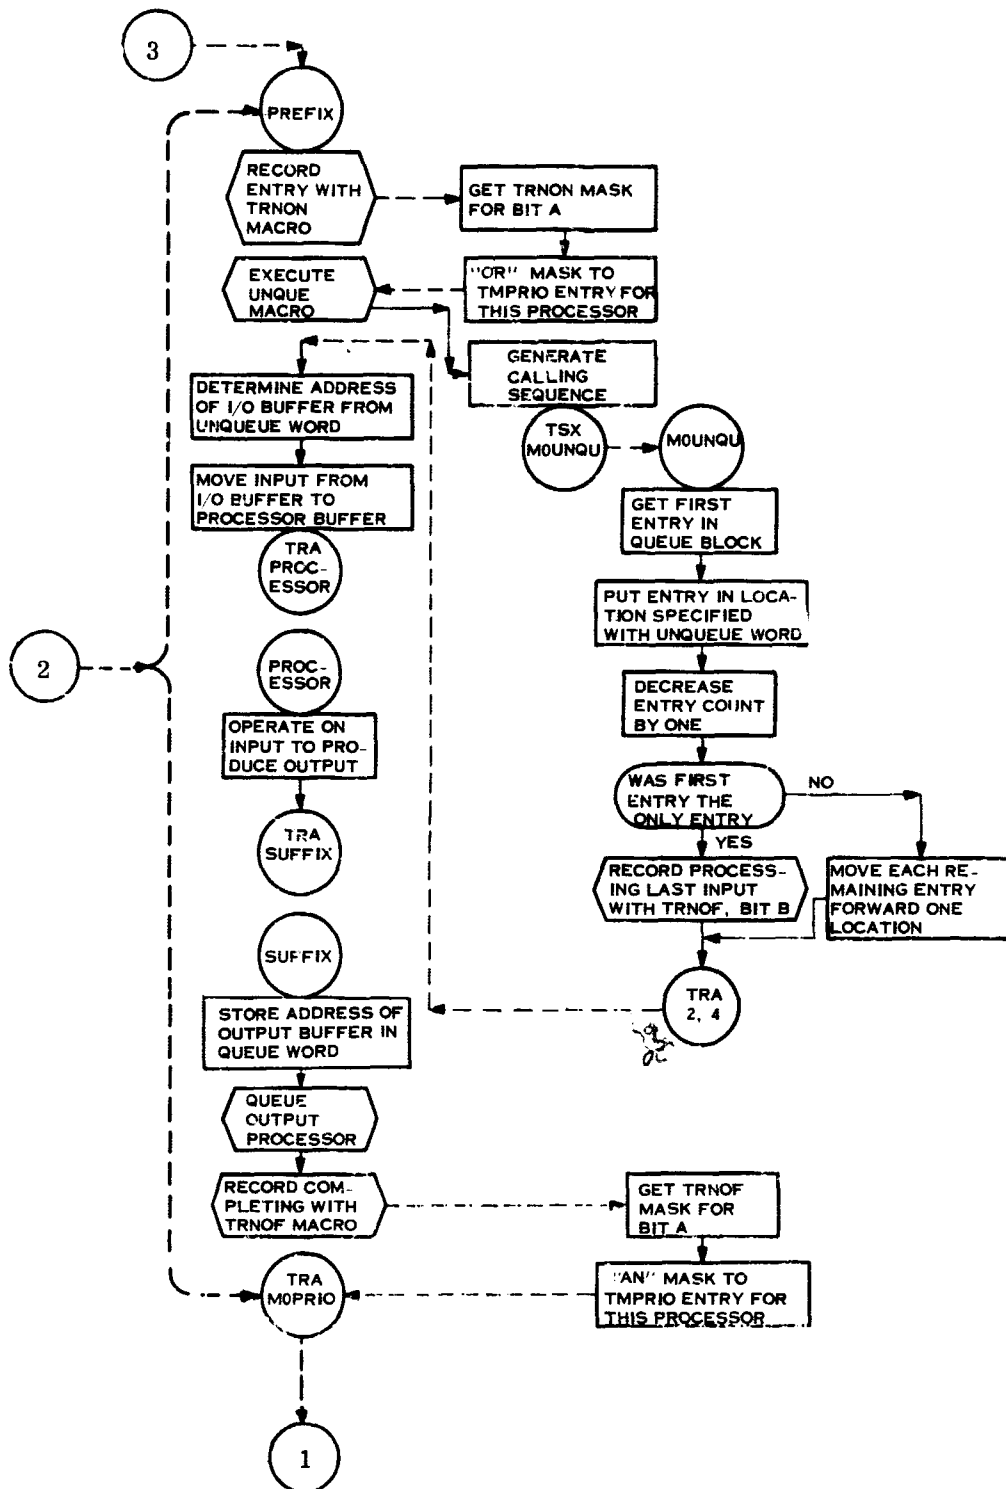 3
PREFIX
RECORD
ENTRY WITH
TRNON
MACRO
GET TRNON MASK
FOR BIT A
"OR" MASK TO
TMPRIO ENTRY FOR
THIS PROCESSOR
EXECUTE
UNQUE
MACRO
GENERATE
CALLING
SEQUENCE
TSX
M0UNQU
M0UNQU
GET FIRST
ENTRY IN
QUEUE BLOCK
PUT ENTRY IN LOCA-
TION SPECIFIED
WITH UNQUEUE WORD
DECREASE
ENTRY COUNT
BY ONE
WAS FIRST
ENTRY THE
ONLY ENTRY
NO
YES
RECORD PROCESS-
ING LAST INPUT
WITH TRNOF, BIT B
MOVE EACH RE-
MAINING ENTRY
FORWARD ONE
LOCATION
TRA
2, 4
DETERMINE ADDRESS
OF I/O BUFFER FROM
UNQUEUE WORD
MOVE INPUT FROM
I/O BUFFER TO
PROCESSOR BUFFER
TRA
PROC-
ESSOR
2
PROC-
ESSOR
OPERATE ON
INPUT TO PRO-
DUCE OUTPUT
TRA
SUFFIX
SUFFIX
STORE ADDRESS OF
OUTPUT BUFFER IN
QUEUE WORD
QUEUE
OUTPUT
PROCESSOR
RECORD COM-
PLETING WITH
TRNOF MACRO
GET TRNOF
MASK FOR
BIT A
"AN" MASK TO
TMPRIO ENTRY FOR
THIS PROCESSOR
TRA
M0PRIO
1